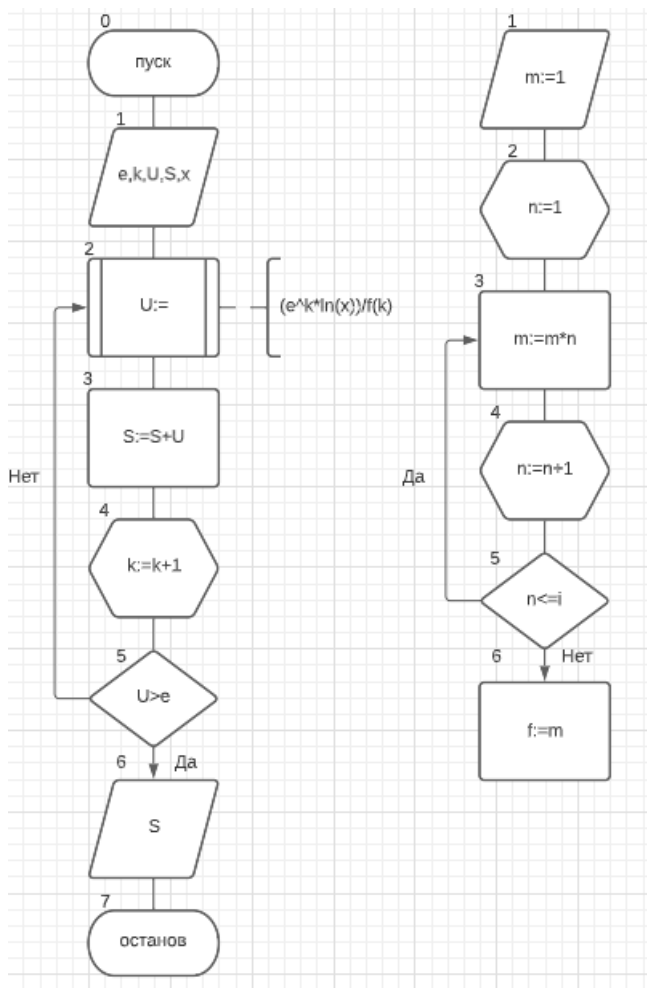 0
пуск
1
e,k,U,S,x
2
U:=
(e^k*ln(x))/f(k)
3
S:=S+U
Нет
4
k:=k+1
5
U>e
6
Да
S
7
останов
1
m:=1
2
n:=1
3
m:=m*n
4
Да
n:=n+1
5
n<=i
6
Нет
f:=m